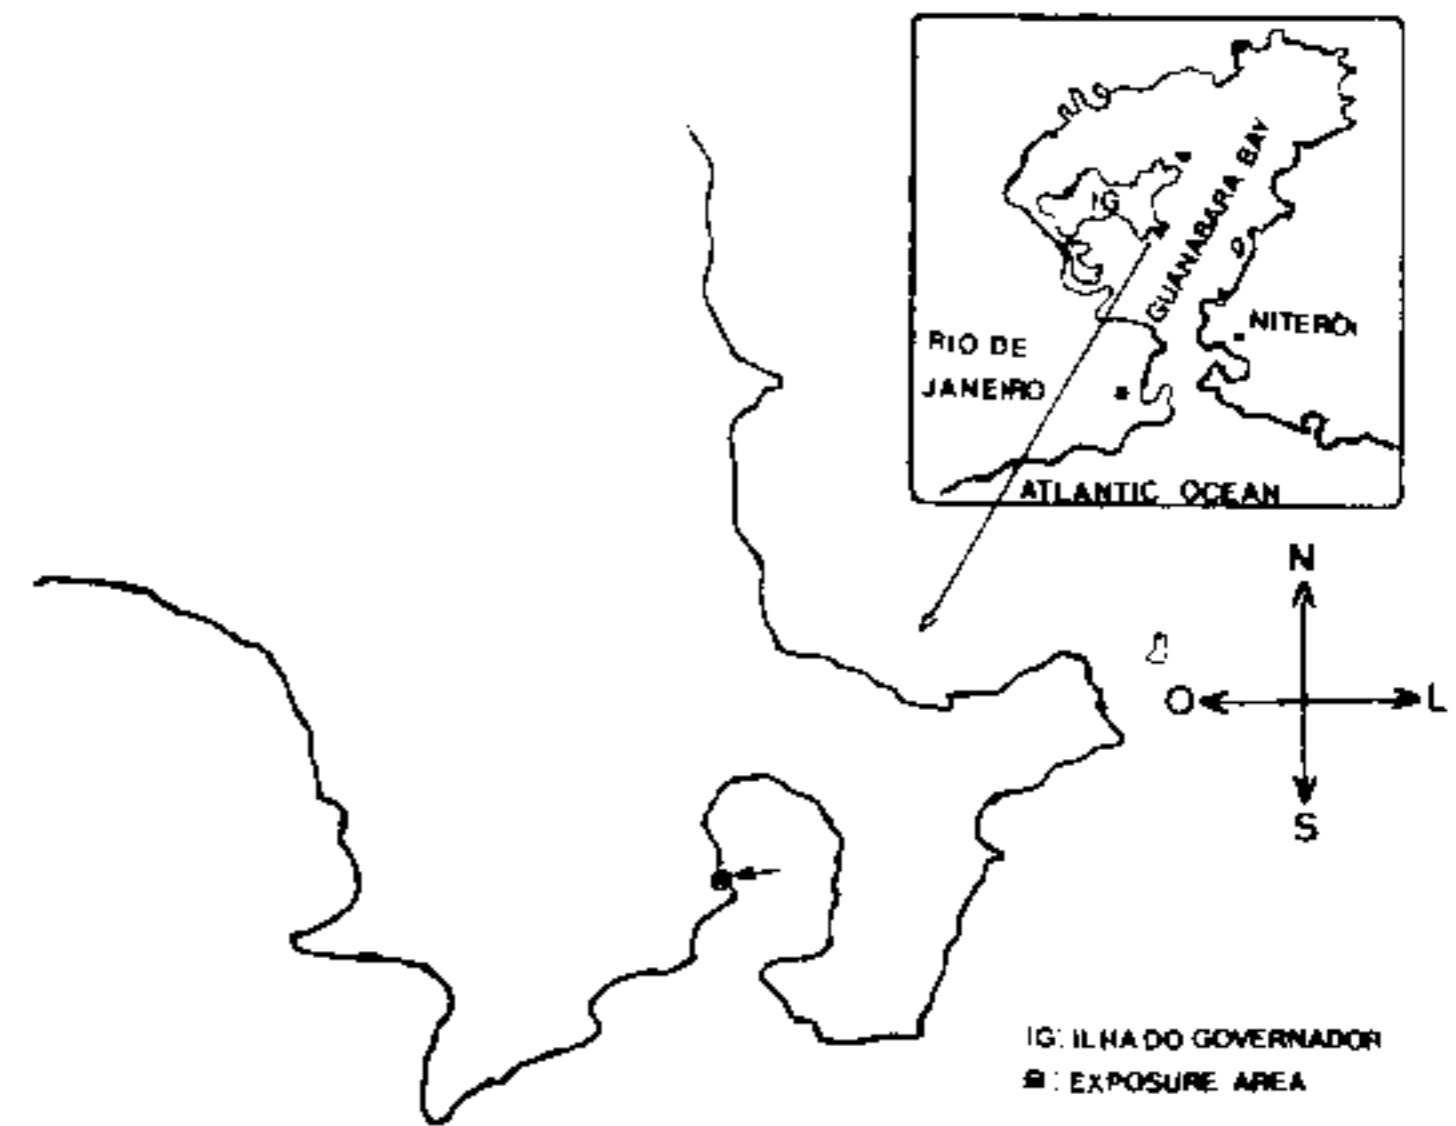 IG
GUANABARA BAY
NITERÓI
RIO DE
JANEIRO
ATLANTIC OCEAN
N
O
L
S
IG: ILHA DO GOVERNADOR
: EXPOSURE AREA